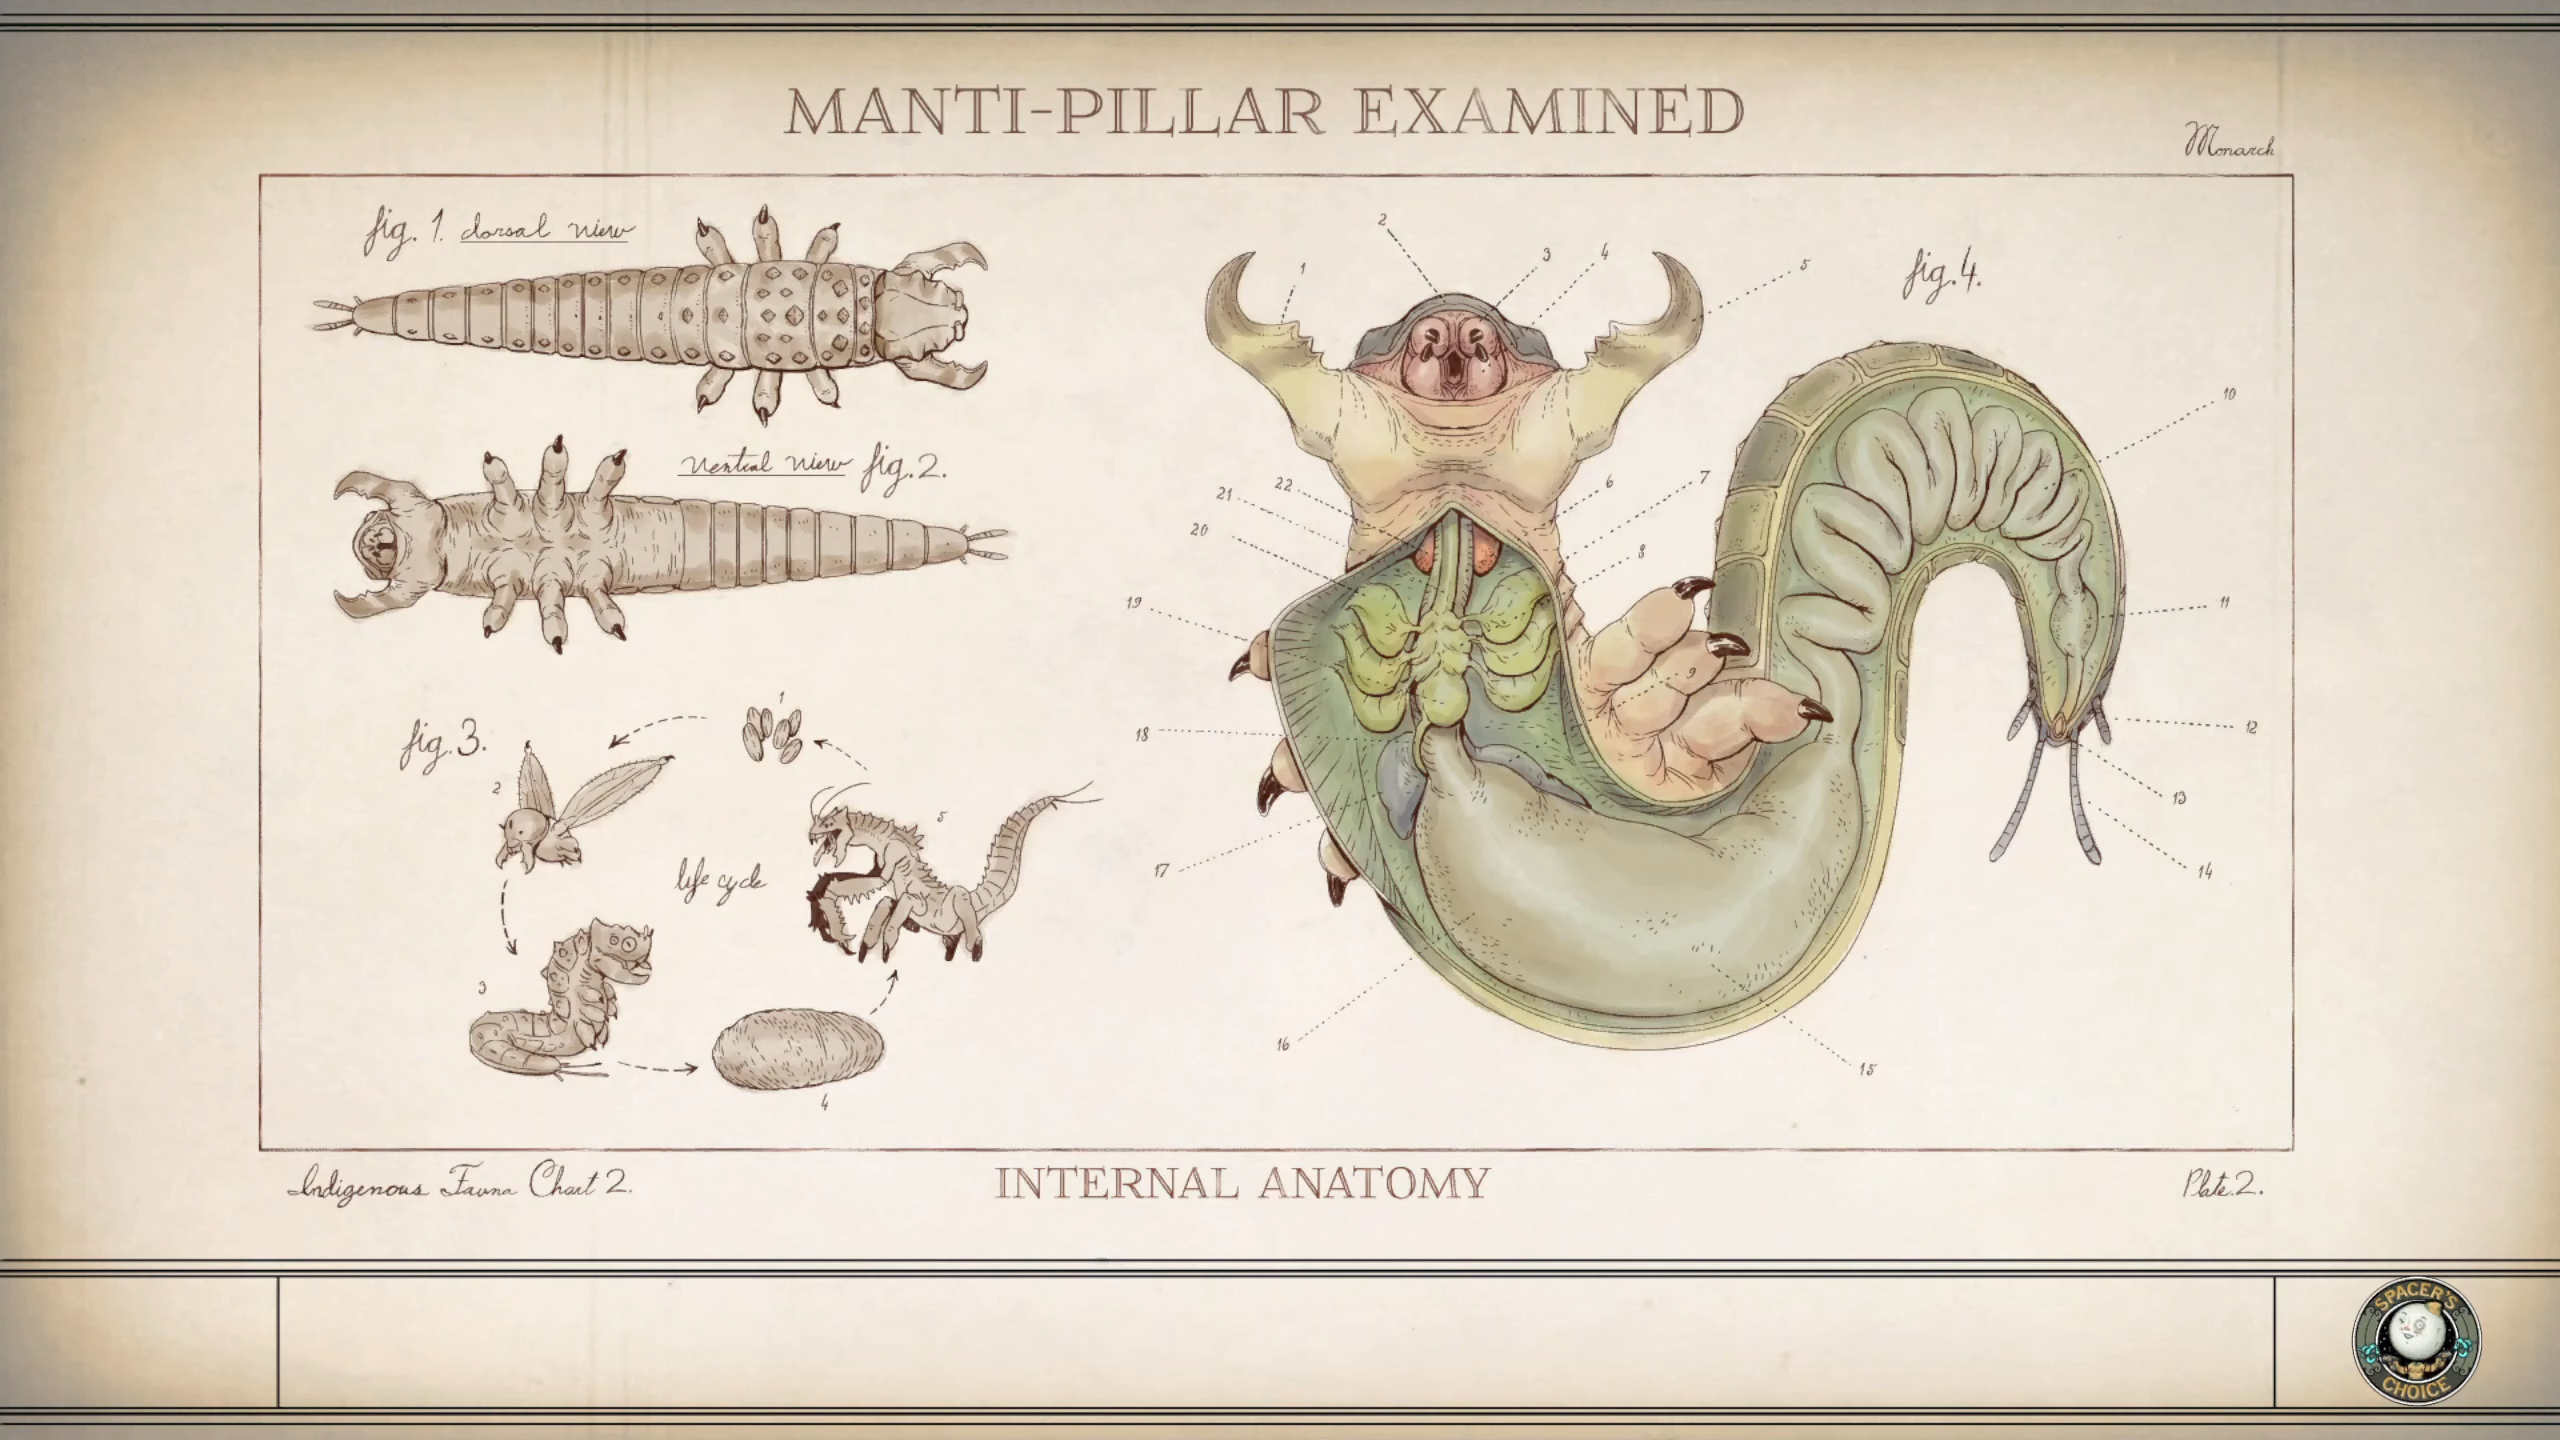 MANTI-PILLAR EXAMINED
Monarch
fig. 1. dorsal view
ventral view fig. 2.
fig. 3.
1
2
3
4
5
life cycle
fig. 4.
1
2
3
4
5
6
7
8
9
10
11
12
13
14
15
16
17
18
19
20
21
22
Indigenous Fauna Chart 2.
INTERNAL ANATOMY
Plate. 2.
SPACER'S
CHOICE